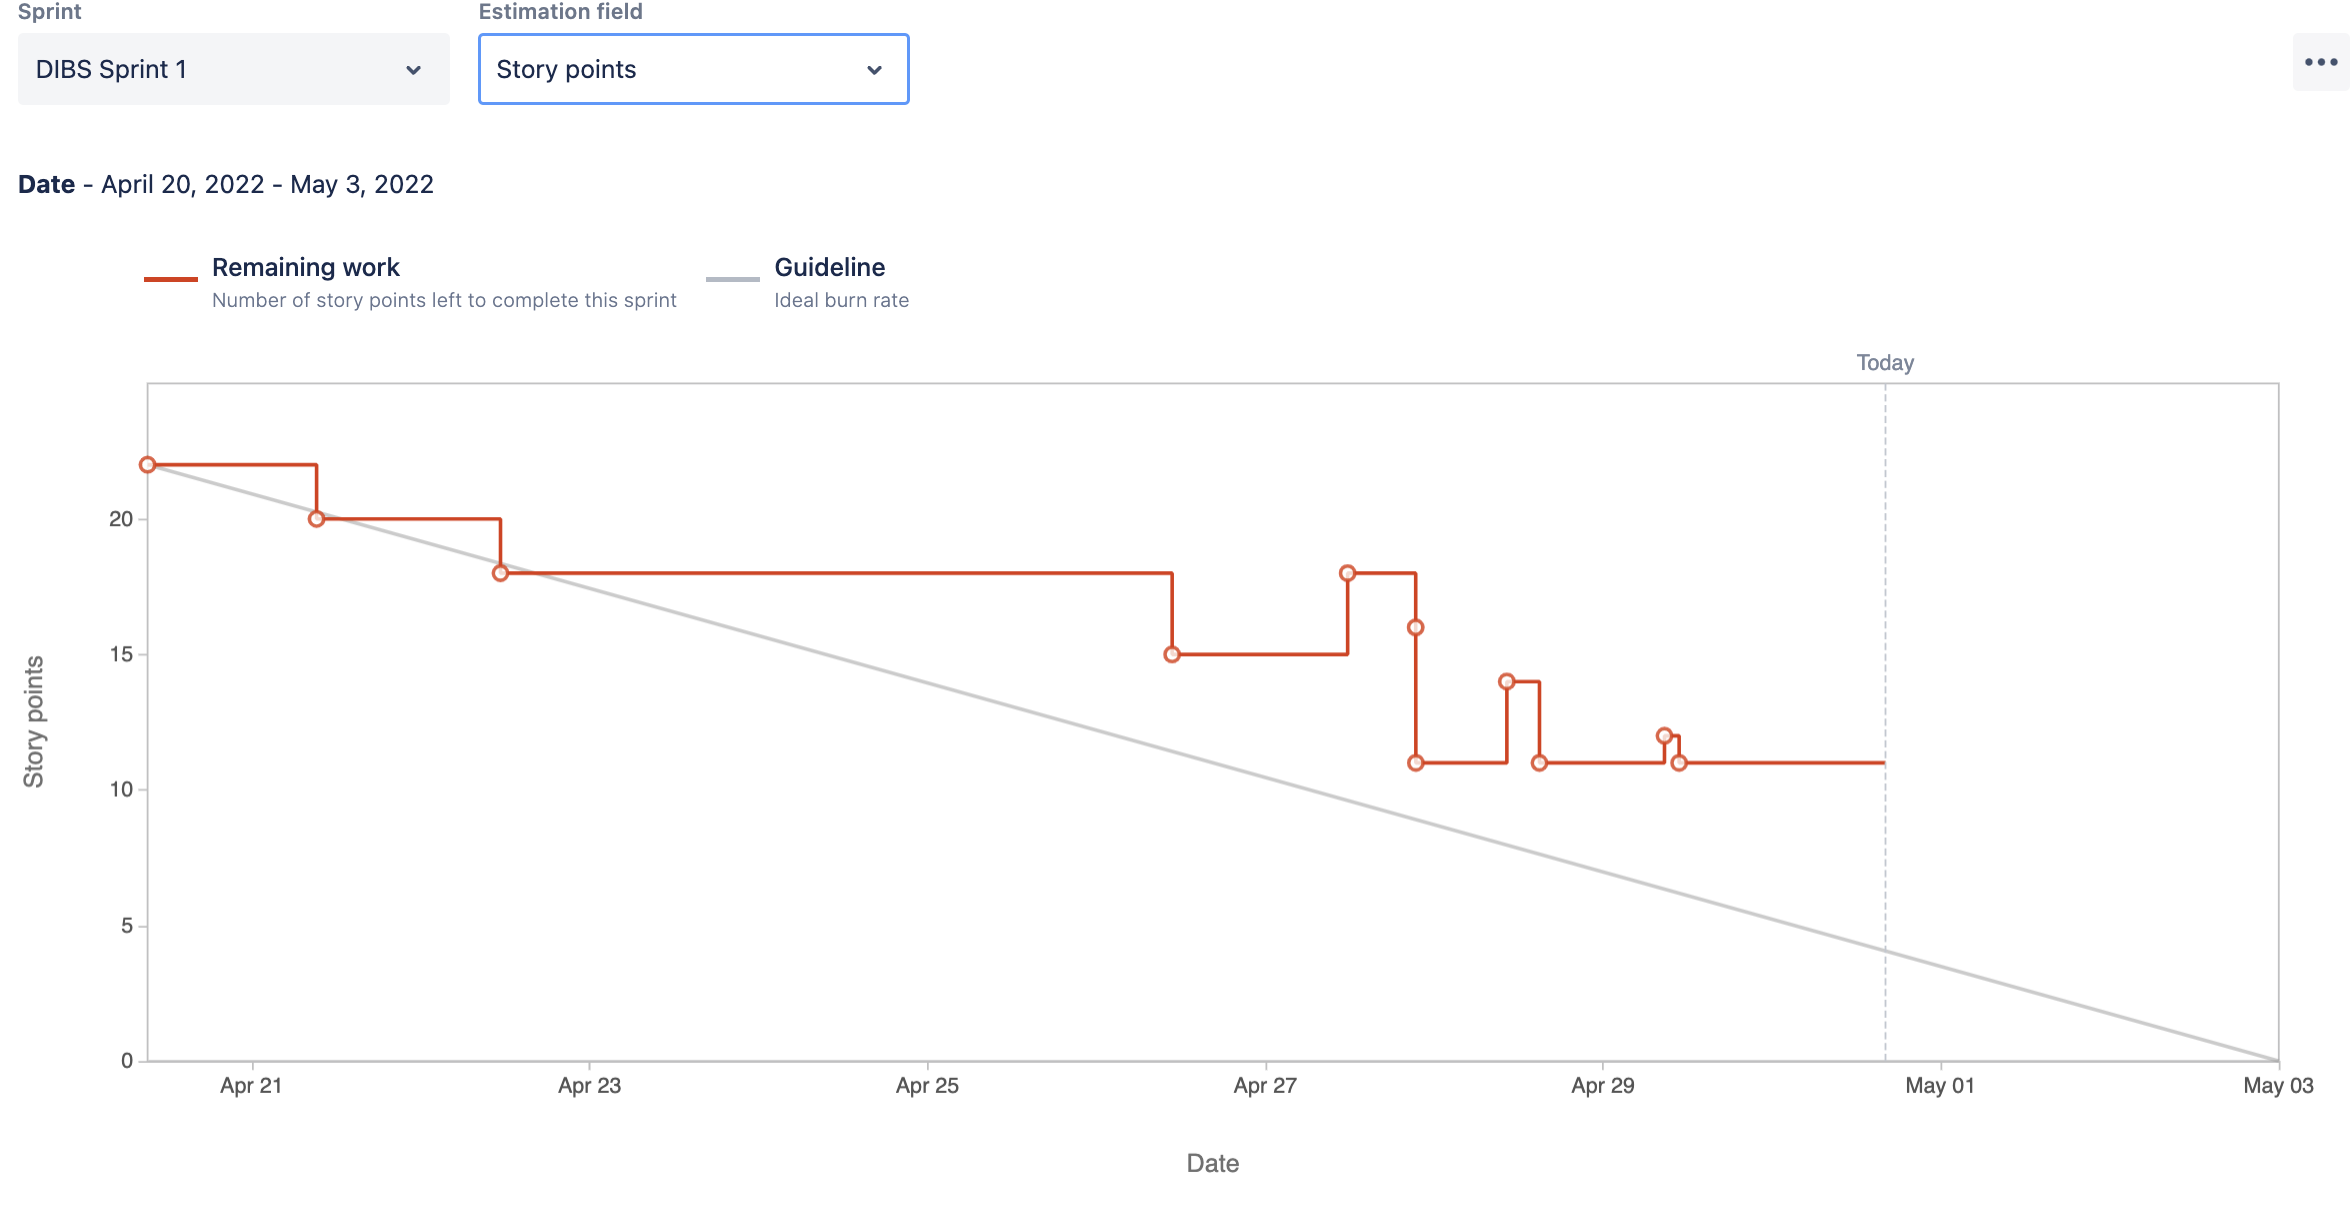 Sprint
Estimation field
DIBS Sprint 1
Story points
Date - April 20, 2022 - May 3, 2022
Remaining work
Number of story points left to complete this sprint
Guideline
Ideal burn rate
Today
Story points
20
15
10
5
0
Apr 21
Apr 23
Apr 25
Apr 27
Apr 29
May 01
May 03
Date